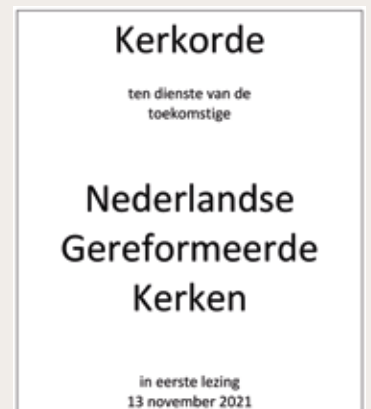 Kerkorde
ten dienste van de
toekomstige
Nederlandse
Gereformeerde
Kerken
in eerste lezing
13 november 2021